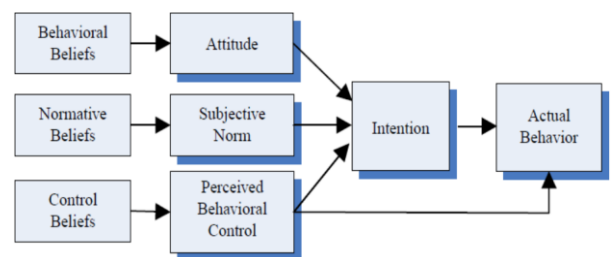 Behavioral
Beliefs
Attitude
Normative
Beliefs
Subjective
Norm
Intention
Actual
Behavior
Control
Beliefs
Perceived
Behavioral
Control